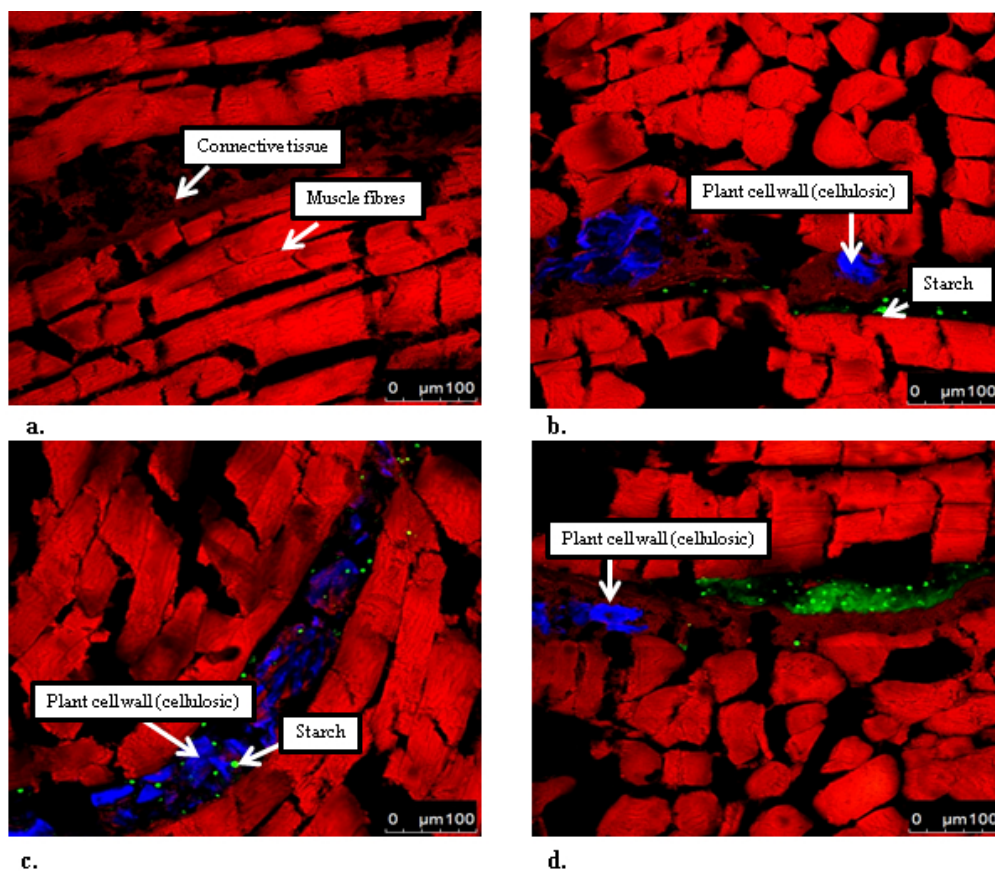 Connective tissue
Muscle fibres
0 µm100
a.
Plant cell wall (cellulosic)
Starch
0 µm100
b.
Plant cell wall (cellulosic)
Starch
0 µm100
c.
Plant cell wall (cellulosic)
0 µm100
d.